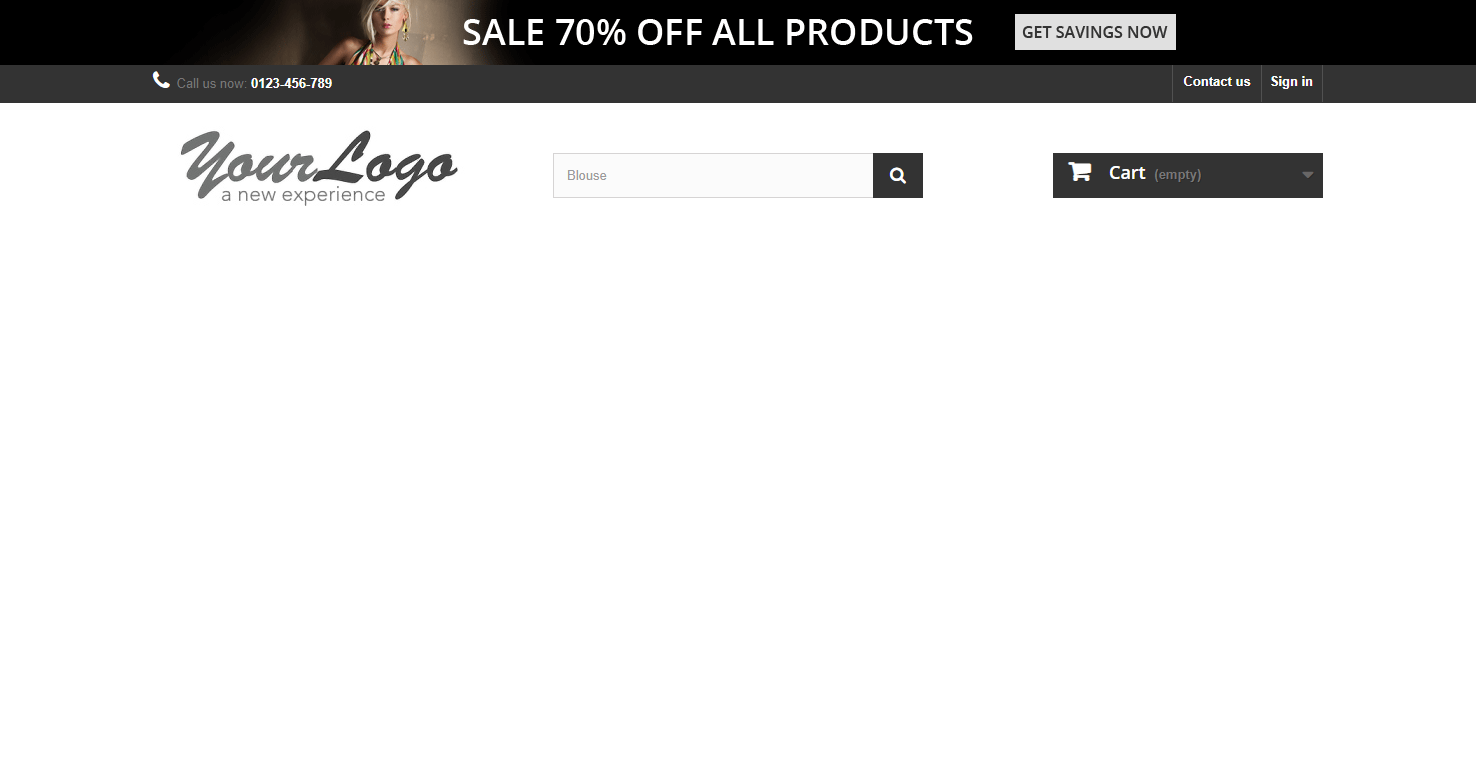 SALE 70% OFF ALL PRODUCTS GET SAVINGS NOW
Call us now: 0123-456-789 Contact us Sign in
YourLogo
a new experience
Blouse
Cart (empty)